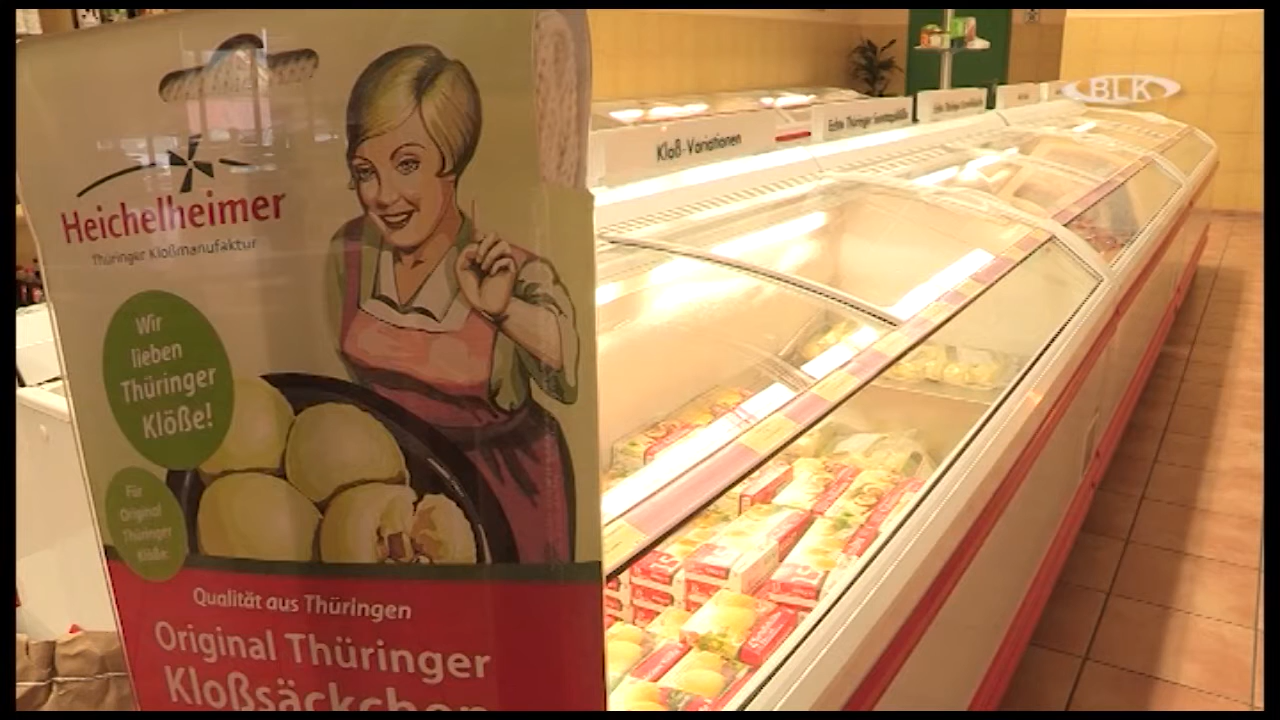 BLK
Kloß-Variationen
Echte Thüringer
Heichelheimer
Thüringer Kloßmanufaktur
Wir
lieben
Thüringer
Klöße!
Für
Original
Thüringer
Klöße
Qualität aus Thüringen
Original Thüringer
Kloßsäckchen